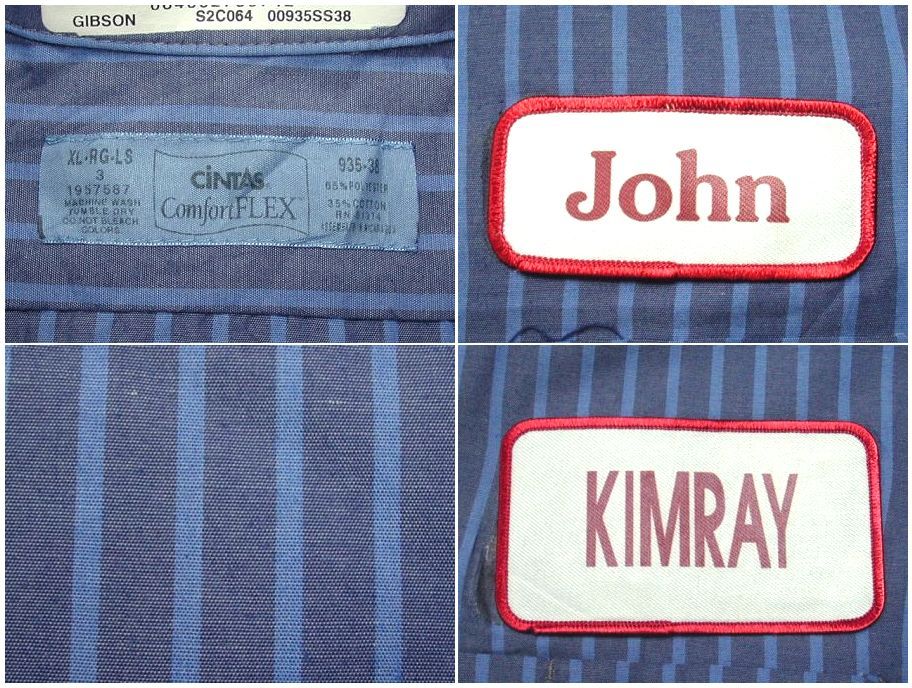 GIBSON S2C064 00935SS38
XL-RG-LS
3
1957587
MACHINE WASH
TUMBLE DRY
DO NOT BLEACH
COLORS
CiNTAS
ComfortFLEX
935-38
65% POLYESTER
35% COTTON
John
KIMRAY